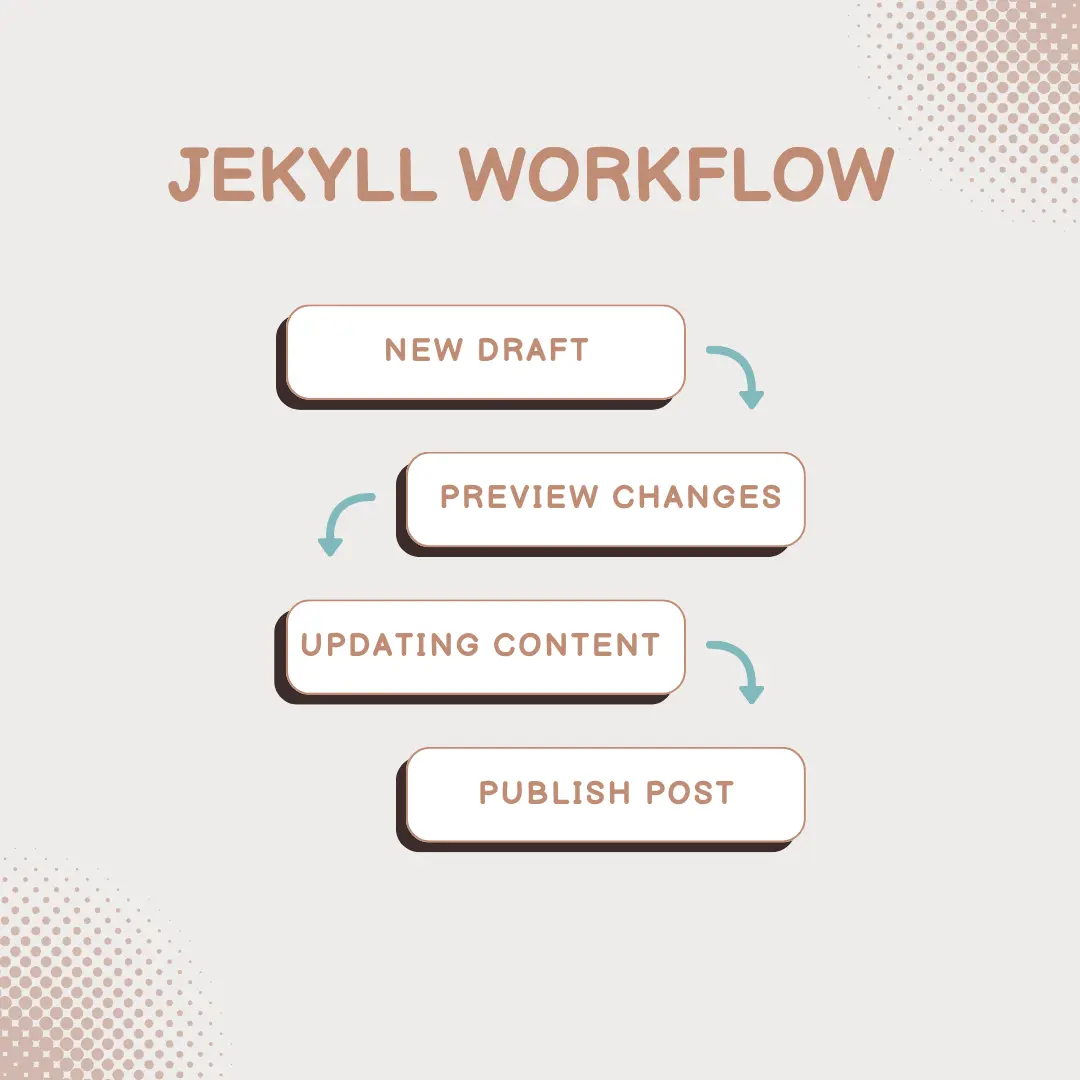 JEKYLL WORKFLOW
NEW DRAFT
PREVIEW CHANGES
UPDATING CONTENT
PUBLISH POST